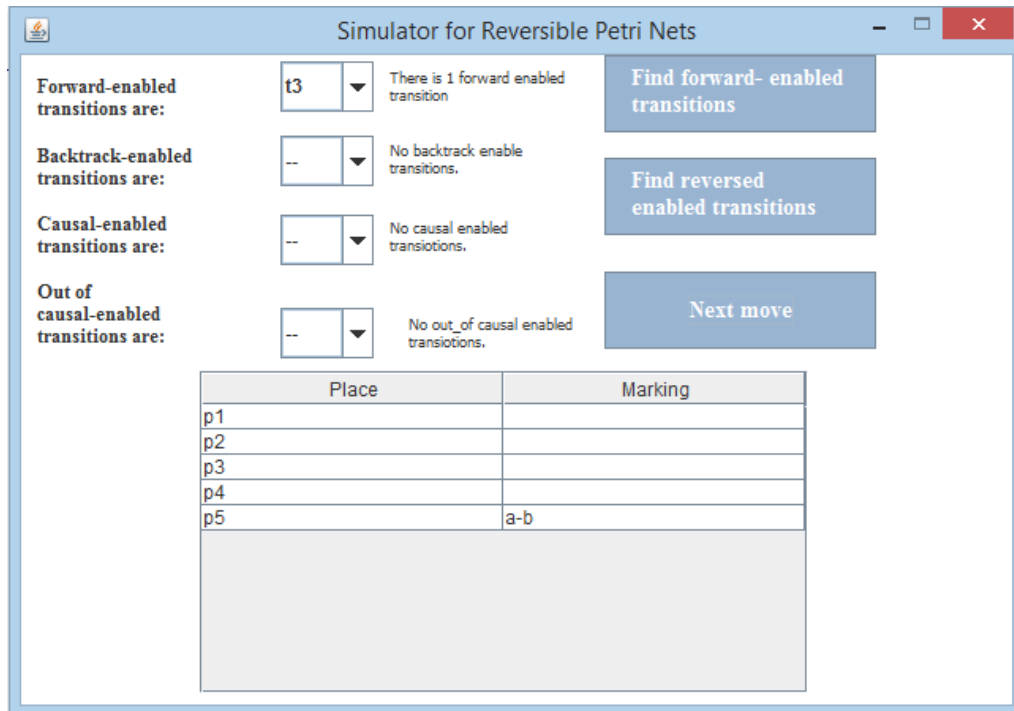 Simulator for Reversible Petri Nets
Forward-enabled
transitions are:
t3
There is 1 forward enabled
transition
Find forward- enabled
transitions
Backtrack-enabled
transitions are:
--
No backtrack enable
transitions.
Find reversed
enabled transitions
Causal-enabled
transitions are:
--
No causal enabled
transiotions.
Out of
causal-enabled
transitions are:
--
No out_of causal enabled
transiotions.
Next move
Place Marking
p1
p2
p3
p4
p5 a-b